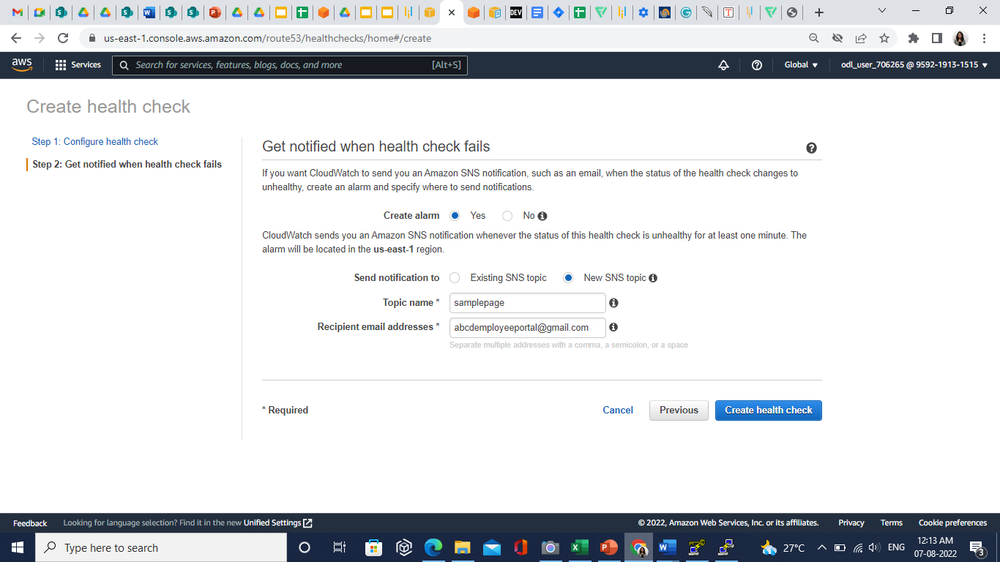 us-east-1.console.aws.amazon.com/route53/healthchecks/home#/create
aws
Services
Search for services, features, blogs, docs, and more
[Alt+S]
Global
odl_user_706265 @ 9592-1913-1515
Create health check
Step 1: Configure health check
Step 2: Get notified when health check fails
Get notified when health check fails
If you want CloudWatch to send you an Amazon SNS notification, such as an email, when the status of the health check changes to
unhealthy, create an alarm and specify where to send notifications.
Create alarm Yes No
CloudWatch sends you an Amazon SNS notification whenever the status of this health check is unhealthy for at least one minute. The
alarm will be located in the us-east-1 region.
Send notification to Existing SNS topic New SNS topic
Topic name * samplepage
Recipient email addresses * abcdemployeeportal@gmail.com
Separate multiple addresses with a comma, a semicolon, or a space
* Required
Cancel
Previous
Create health check
Feedback
Looking for language selection? Find it in the new Unified Settings
© 2022, Amazon Web Services, Inc. or its affiliates.
Privacy
Terms
Cookie preferences
Type here to search
27°C
ENG
12:13 AM
07-08-2022
3